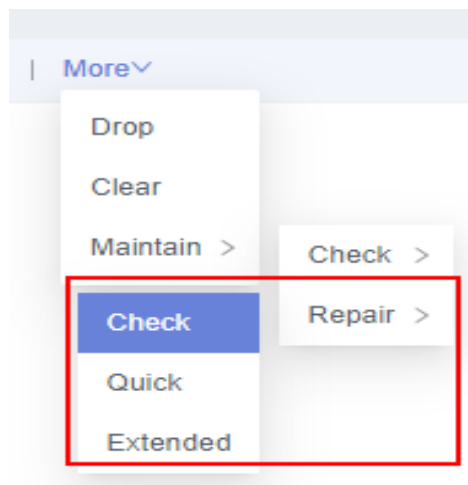 | More
Drop
Clear
Maintain >
Check >
Repair >
Check
Quick
Extended